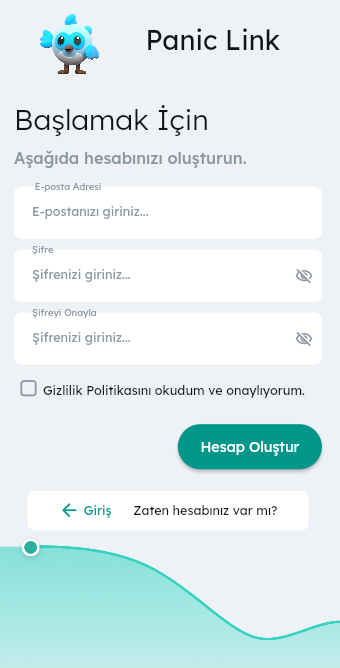 Panic Link
Başlamak İçin
Aşağıda hesabınızı oluşturun.
E-posta Adresi
E-postanızı giriniz...
Şifre
Şifrenizi giriniz...
Şifreyi Onayla
Şifrenizi giriniz...
Gizlilik Politikasını okudum ve onaylıyorum.
Hesap Oluştur
Giriş Zaten hesabınız var mı?